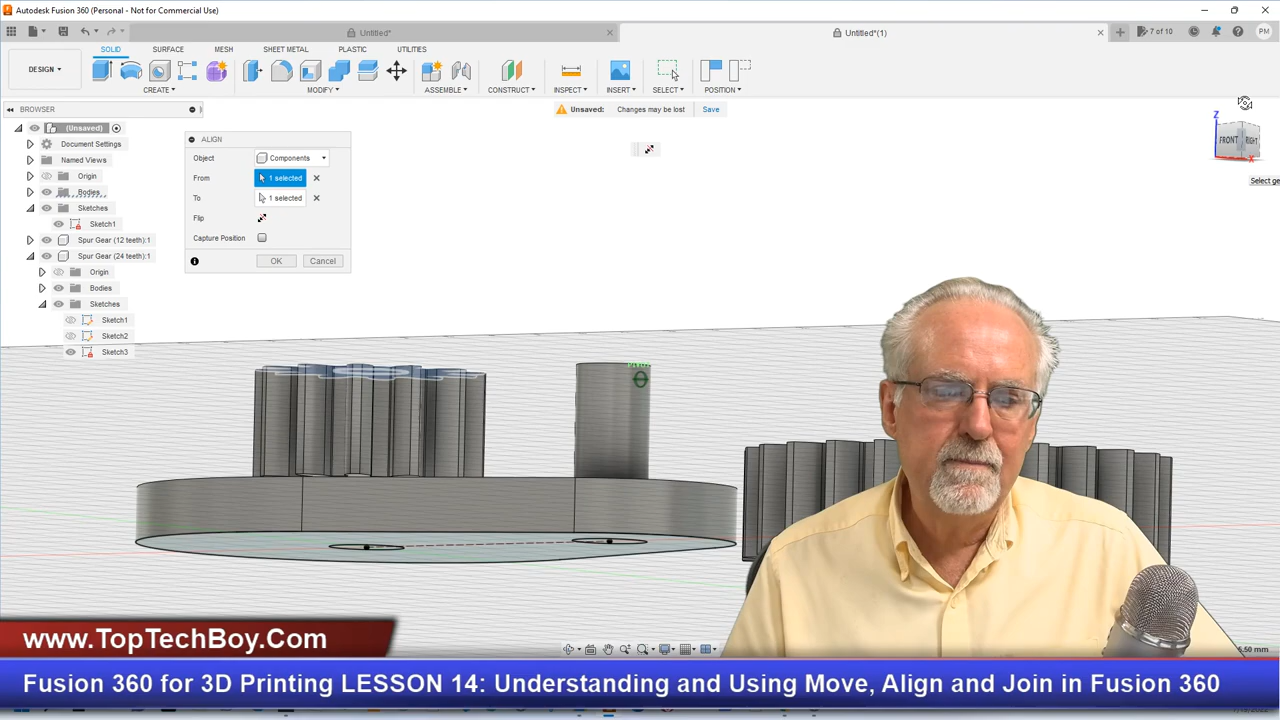 Autodesk Fusion 360 (Personal - Not for Commercial Use)
Untitled*
Untitled*(1)
7 of 10
PM
DESIGN
SOLID
SURFACE
MESH
SHEET METAL
PLASTIC
UTILITIES
CREATE
MODIFY
ASSEMBLE
CONSTRUCT
INSPECT
INSERT
SELECT
POSITION
BROWSER
Unsaved: Changes may be lost Save
(Unsaved)
Document Settings
Named Views
Origin
Bodies
Sketches
Sketch1
Spur Gear (12 teeth):1
Spur Gear (24 teeth):1
Origin
Bodies
Sketches
Sketch1
Sketch2
Sketch3
ALIGN
Object Components
From 1 selected
To 1 selected
Flip
Capture Position
OK Cancel
Z
FRONT RIGHT
X
5.50 mm
www.TopTechBoy.Com
Fusion 360 for 3D Printing LESSON 14: Understanding and Using Move, Align and Join in Fusion 360